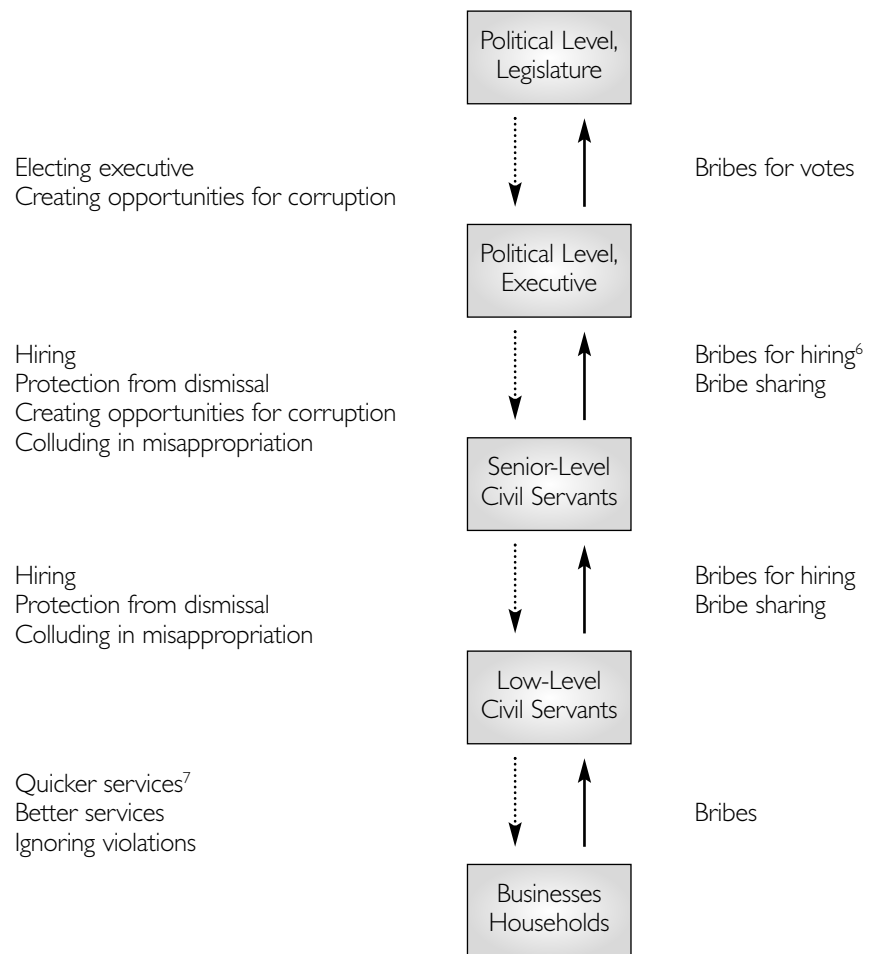 Political Level,
Legislature
Electing executive
Creating opportunities for corruption
Bribes for votes
Political Level,
Executive
Hiring
Protection from dismissal
Creating opportunities for corruption
Colluding in misappropriation
Bribes for hiring⁶
Bribe sharing
Senior-Level
Civil Servants
Hiring
Protection from dismissal
Colluding in misappropriation
Bribes for hiring
Bribe sharing
Low-Level
Civil Servants
Quicker services⁷
Better services
Ignoring violations
Bribes
Businesses
Households